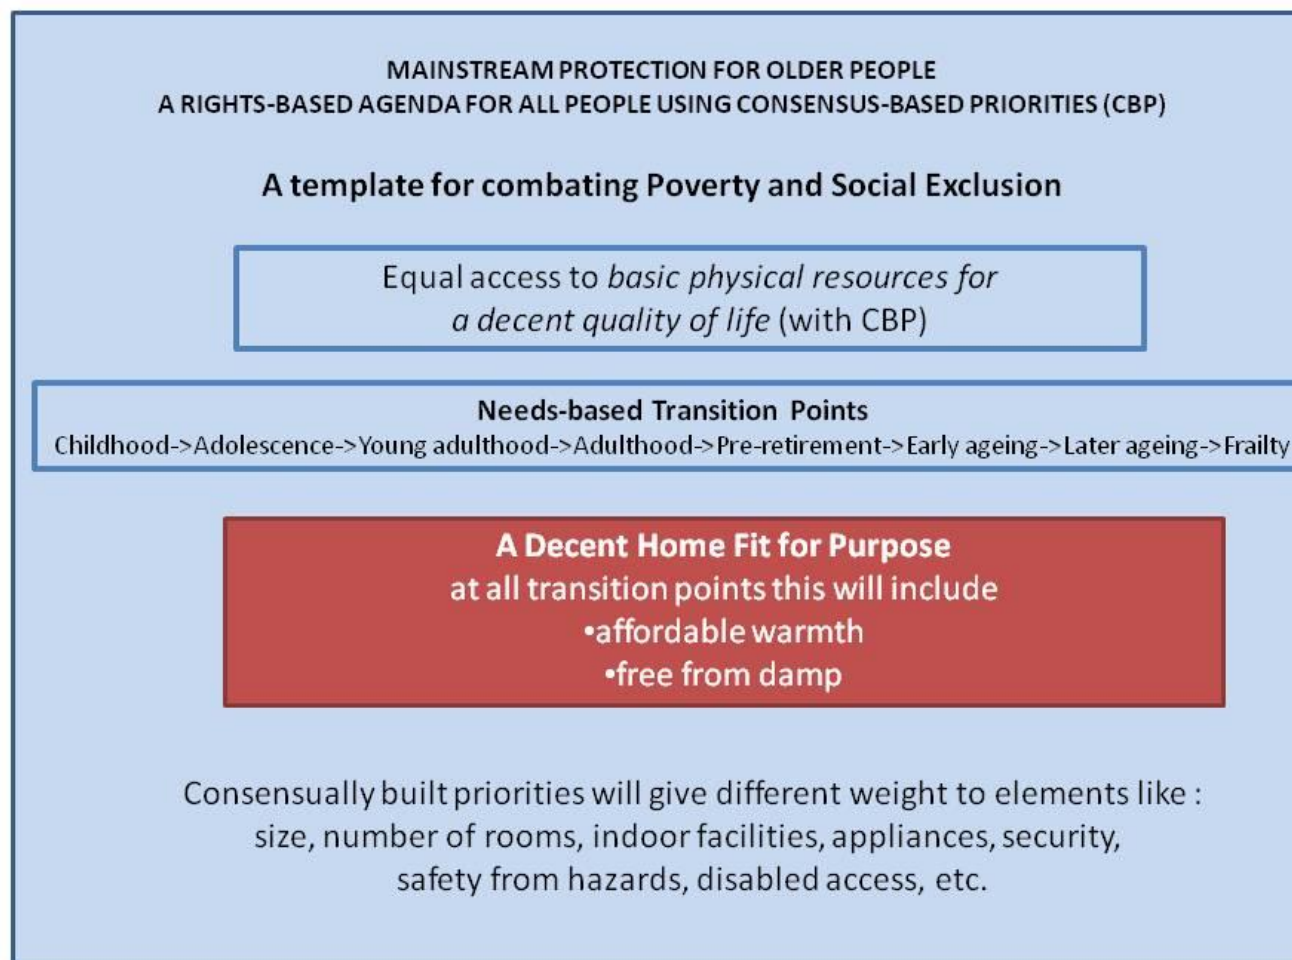 MAINSTREAM PROTECTION FOR OLDER PEOPLE
A RIGHTS-BASED AGENDA FOR ALL PEOPLE USING CONSENSUS-BASED PRIORITIES (CBP)
A template for combating Poverty and Social Exclusion
Equal access to basic physical resources for
a decent quality of life (with CBP)
Needs-based Transition Points
Childhood->Adolescence->Young adulthood->Adulthood->Pre-retirement->Early ageing->Later ageing->Frailty
A Decent Home Fit for Purpose
at all transition points this will include
•affordable warmth
•free from damp
Consensually built priorities will give different weight to elements like :
size, number of rooms, indoor facilities, appliances, security,
safety from hazards, disabled access, etc.